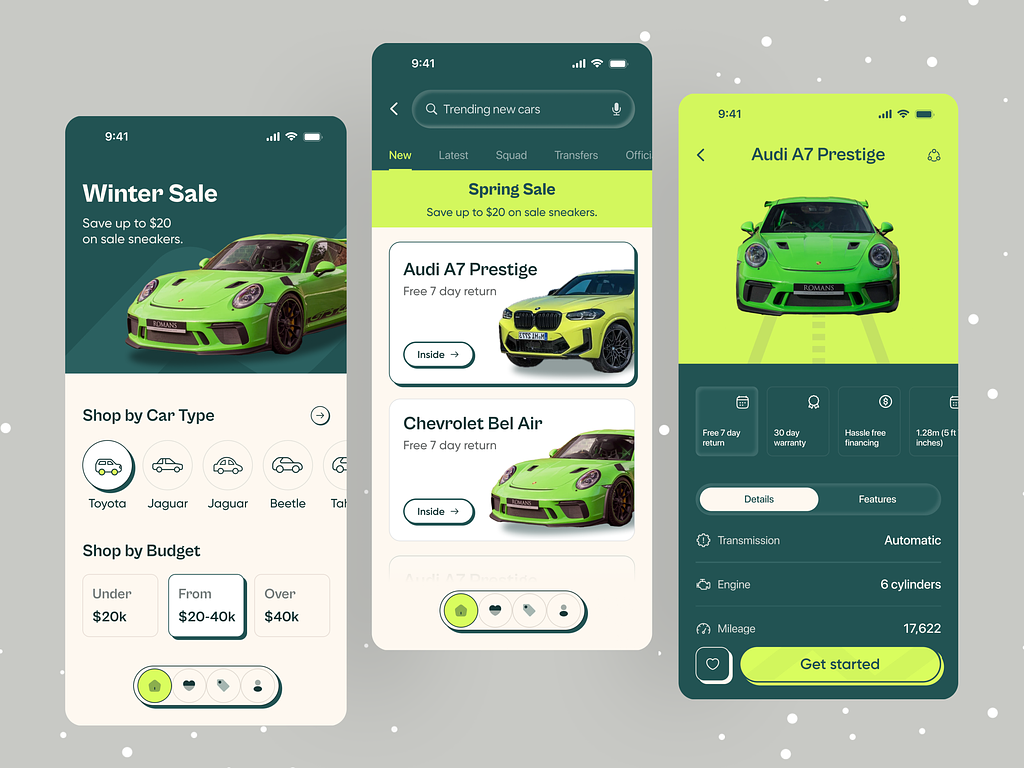 9:41
Winter Sale
Save up to $20
on sale sneakers.
ROMANS
Shop by Car Type
Toyota
Jaguar
Jaguar
Beetle
Tah
Shop by Budget
Under
$20k
From
$20-40k
Over
$40k
9:41
Trending new cars
New
Latest
Squad
Transfers
Offici
Spring Sale
Save up to $20 on sale sneakers.
Audi A7 Prestige
Free 7 day return
Inside
Chevrolet Bel Air
Free 7 day return
ROMANS
Inside
Audi A7 Prestige
9:41
Audi A7 Prestige
ROMANS
Free 7 day
return
30 day
warranty
Hassle free
financing
1.28m (5 ft
inches)
Details
Features
Transmission
Automatic
Engine
6 cylinders
Mileage
17,622
Get started